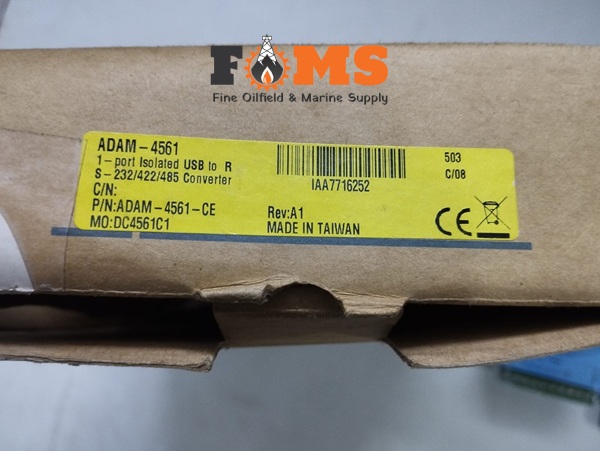 FOMS
Fine Oilfield & Marine Supply
ADAM-4561
1-port Isolated USB to R
S-232/422/485 Converter
C/N:
P/N:ADAM-4561-CE
MO:DC4561C1
IAA7716252
Rev:A1
MADE IN TAIWAN
503
C/08
CE